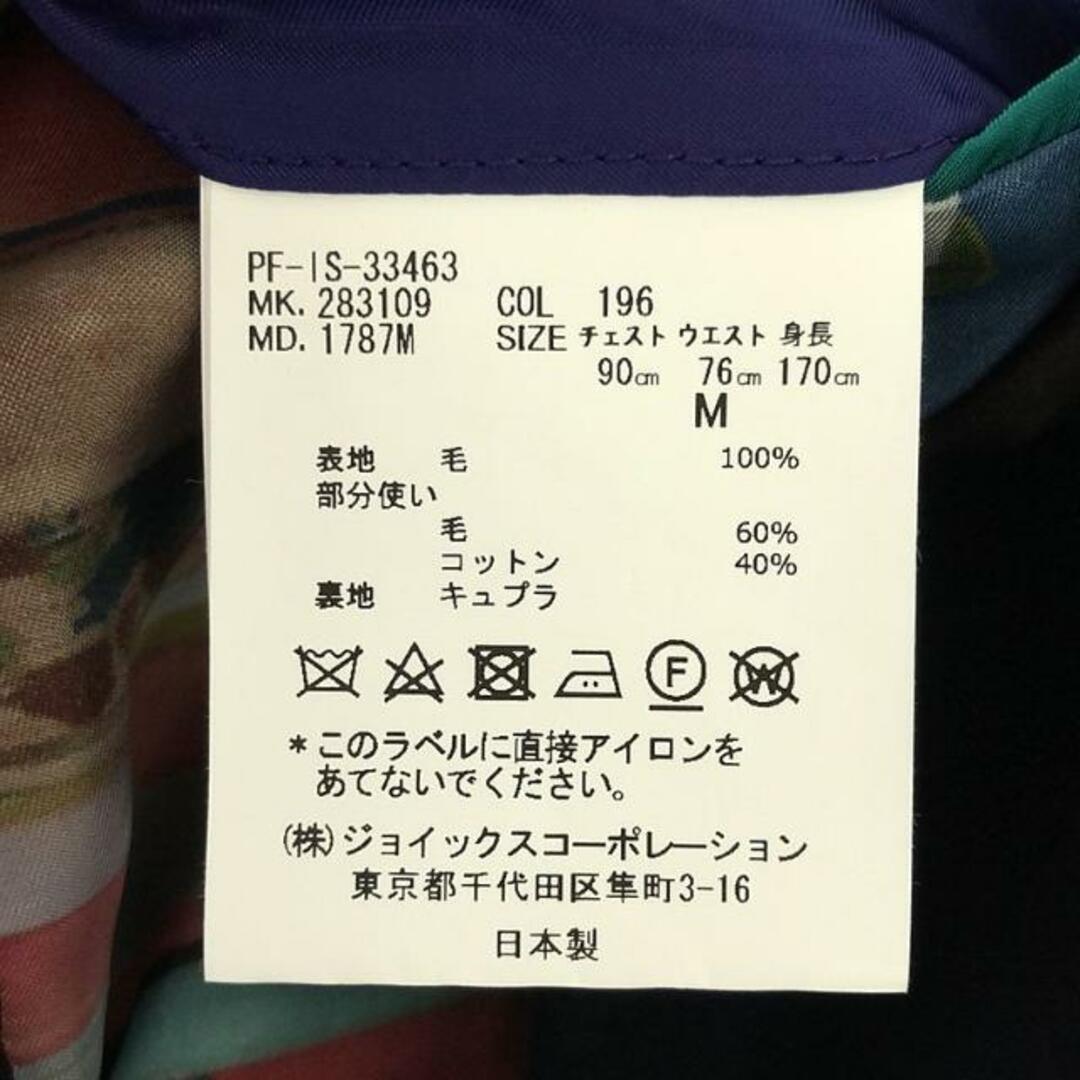 PF-IS-33463
MK. 283109 COL 196
MD. 1787M SIZE チェスト ウエスト 身長
90㎝ 76㎝ 170㎝
M
表地 毛 100%
部分使い
毛 60%
コットン 40%
裏地 キュプラ
F W
*このラベルに直接アイロンを
あてないでください。
(株)ジョイックスコーポレーション
東京都千代田区隼町3-16
日本製